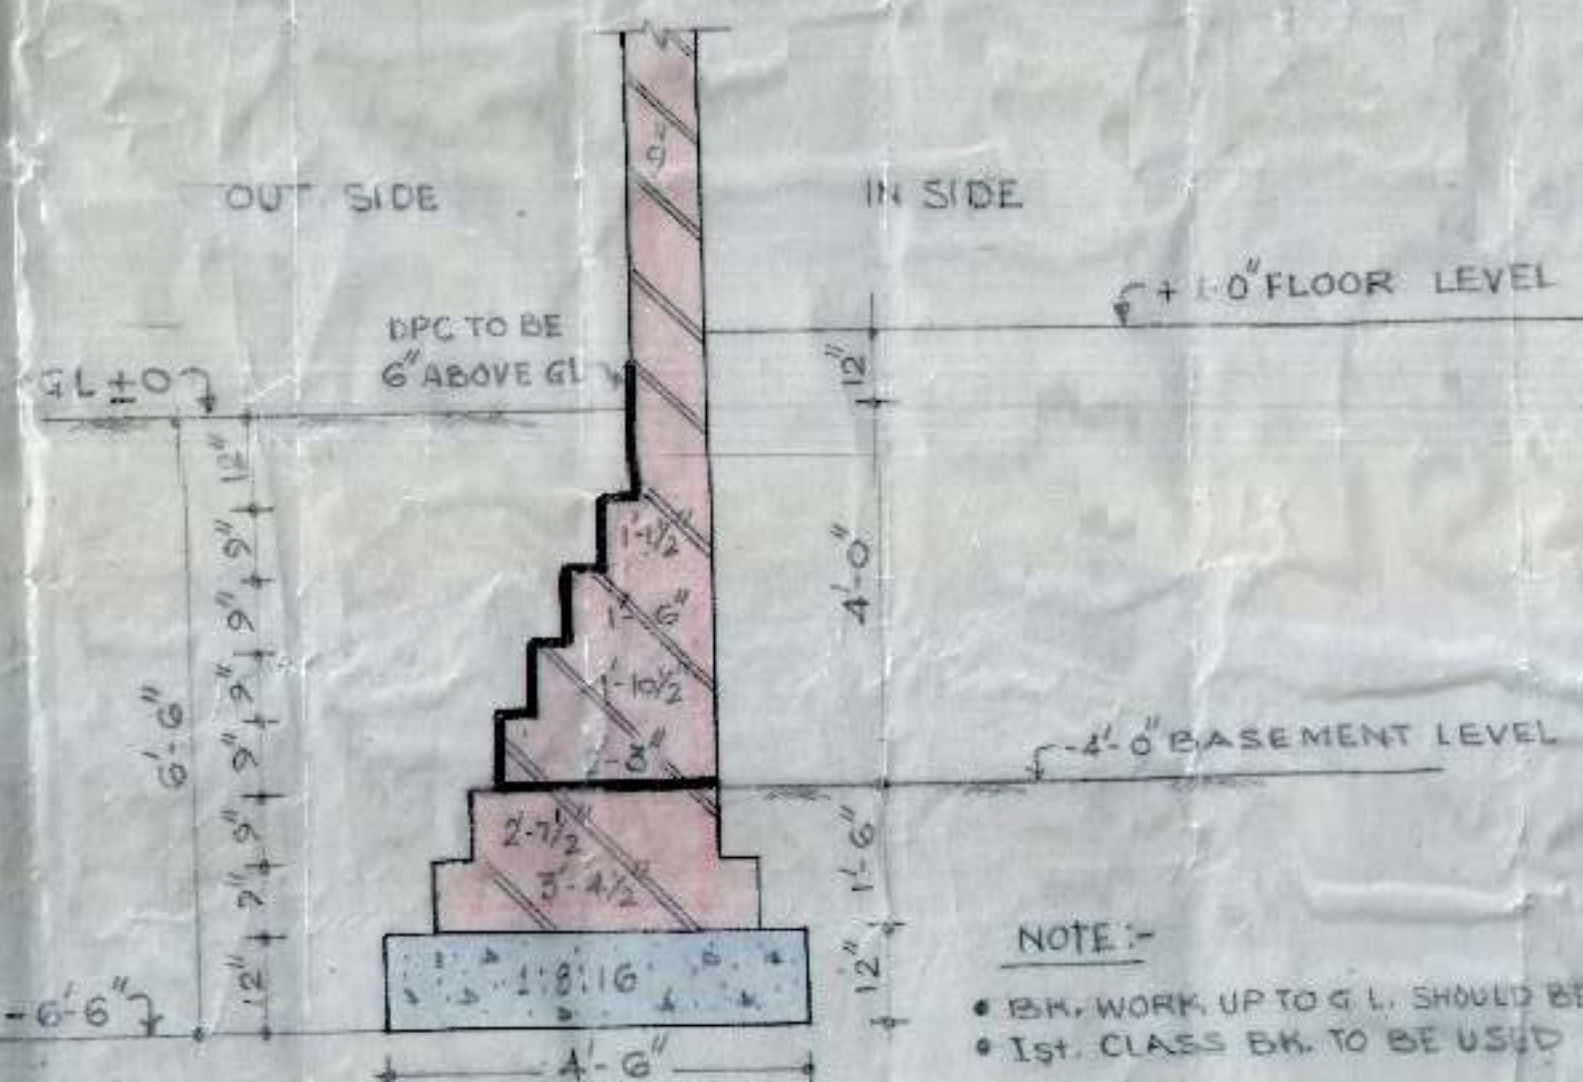 9"
OUT SIDE
IN SIDE
+ 1-0" FLOOR LEVEL
DPC TO BE
6" ABOVE GL
GL ±0
12"
12"
9"
9"
9"
9"
9"
12"
6'-6"
1'-1½"
1'-6"
1'-10½"
2'-3"
2'-7½"
3'-4½"
4'-0"
-4'-0" BASEMENT LEVEL
1'-6"
12"
1:8:16
-6'-6"
4'-6"
NOTE:-
• BK. WORK UP TO G L. SHOULD BE
• Ist. CLASS BK. TO BE USED